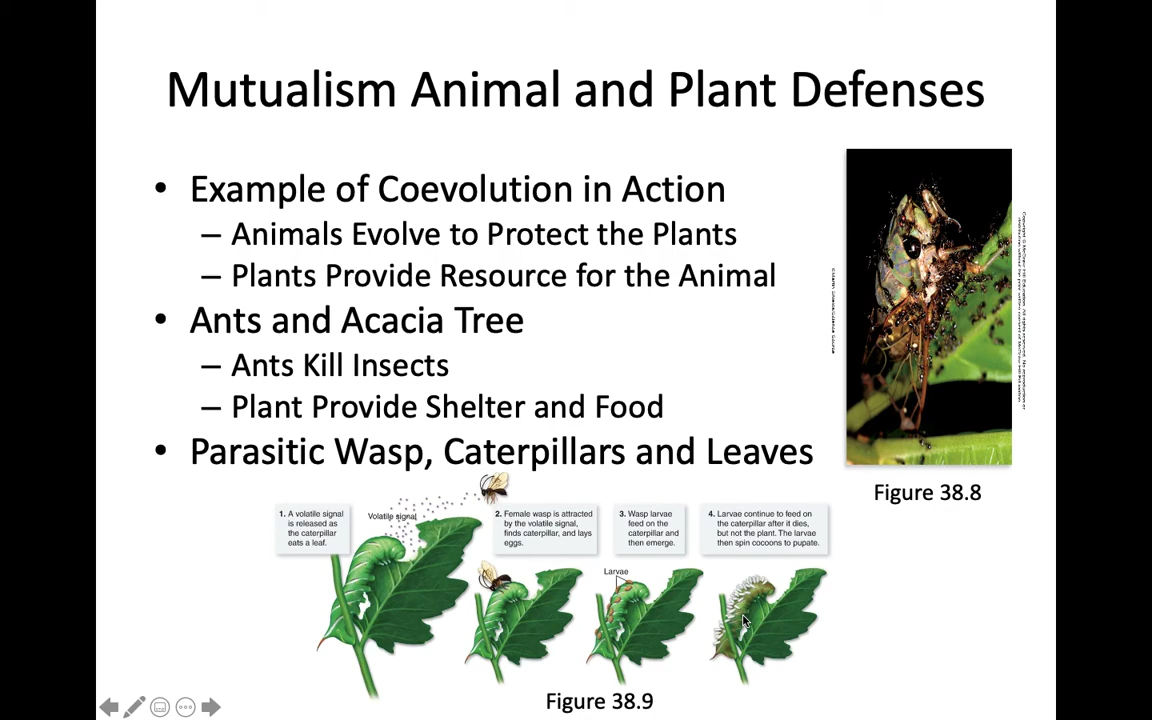 Mutualism Animal and Plant Defenses
• Example of Coevolution in Action
– Animals Evolve to Protect the Plants
– Plants Provide Resource for the Animal
• Ants and Acacia Tree
– Ants Kill Insects
– Plant Provide Shelter and Food
• Parasitic Wasp, Caterpillars and Leaves
Figure 38.8
1. A volatile signal
is released as
the caterpillar
eats a leaf.
Volatile signal
2. Female wasp is attracted
by the volatile signal,
finds caterpillar, and lays
eggs.
3. Wasp larvae
feed on the
caterpillar and
then emerge.
4. Larvae continue to feed on
the caterpillar after it dies,
but not the plant. The larvae
then spin cocoons to pupate.
Larvae
Figure 38.9